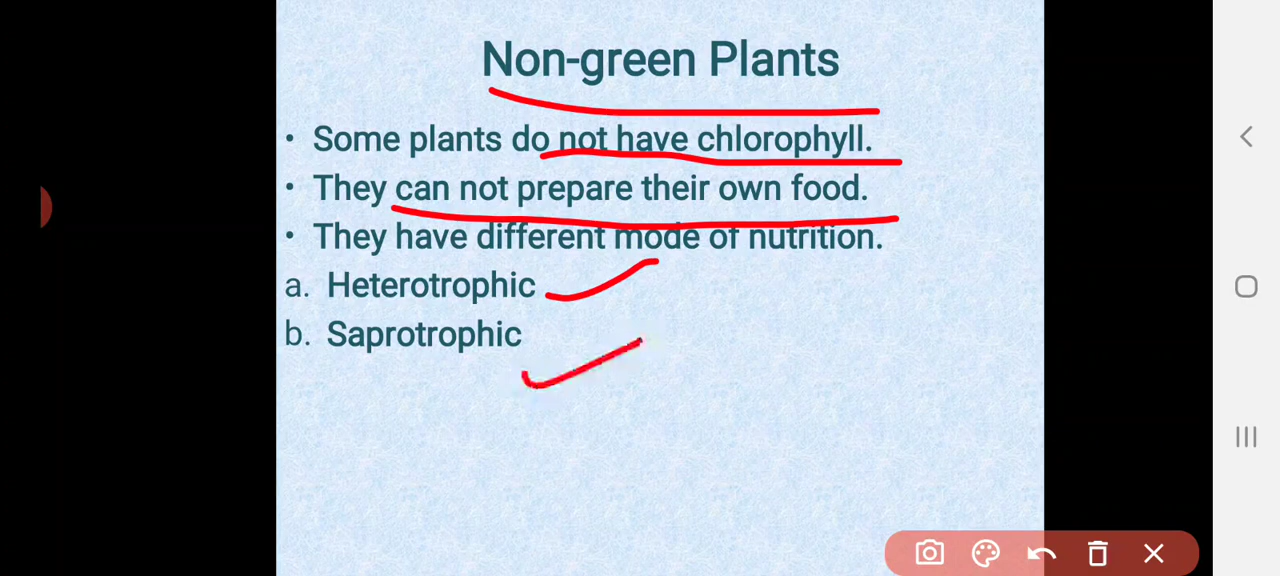 Non-green Plants
• Some plants do not have chlorophyll.
• They can not prepare their own food.
• They have different mode of nutrition.
a. Heterotrophic
b. Saprotrophic